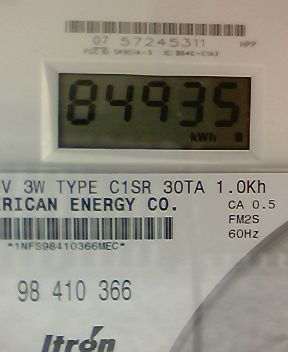 07 57245311 HPP
84935
kWh
V 3W TYPE C1SR 30TA 1.0Kh
RICAN ENERGY CO. CA 0.5
FM2S
60Hz
*1NFS98410366MEC*
98 410 366
Itron